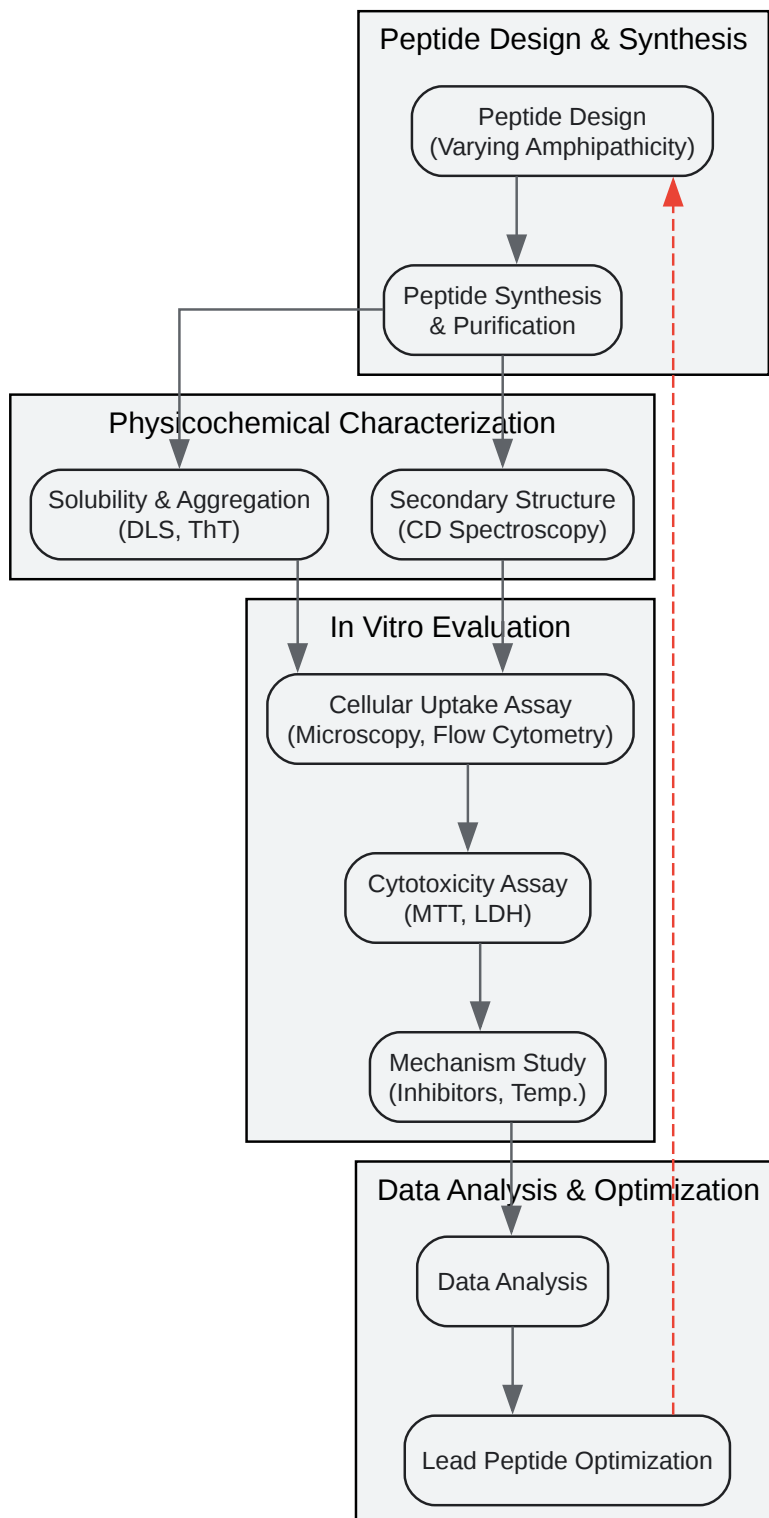 Peptide Design & Synthesis
Peptide Design
(Varying Amphipathicity)
Peptide Synthesis
& Purification
Physicochemical Characterization
Solubility & Aggregation
(DLS, ThT)
Secondary Structure
(CD Spectroscopy)
In Vitro Evaluation
Cellular Uptake Assay
(Microscopy, Flow Cytometry)
Cytotoxicity Assay
(MTT, LDH)
Mechanism Study
(Inhibitors, Temp.)
Data Analysis & Optimization
Data Analysis
Lead Peptide Optimization